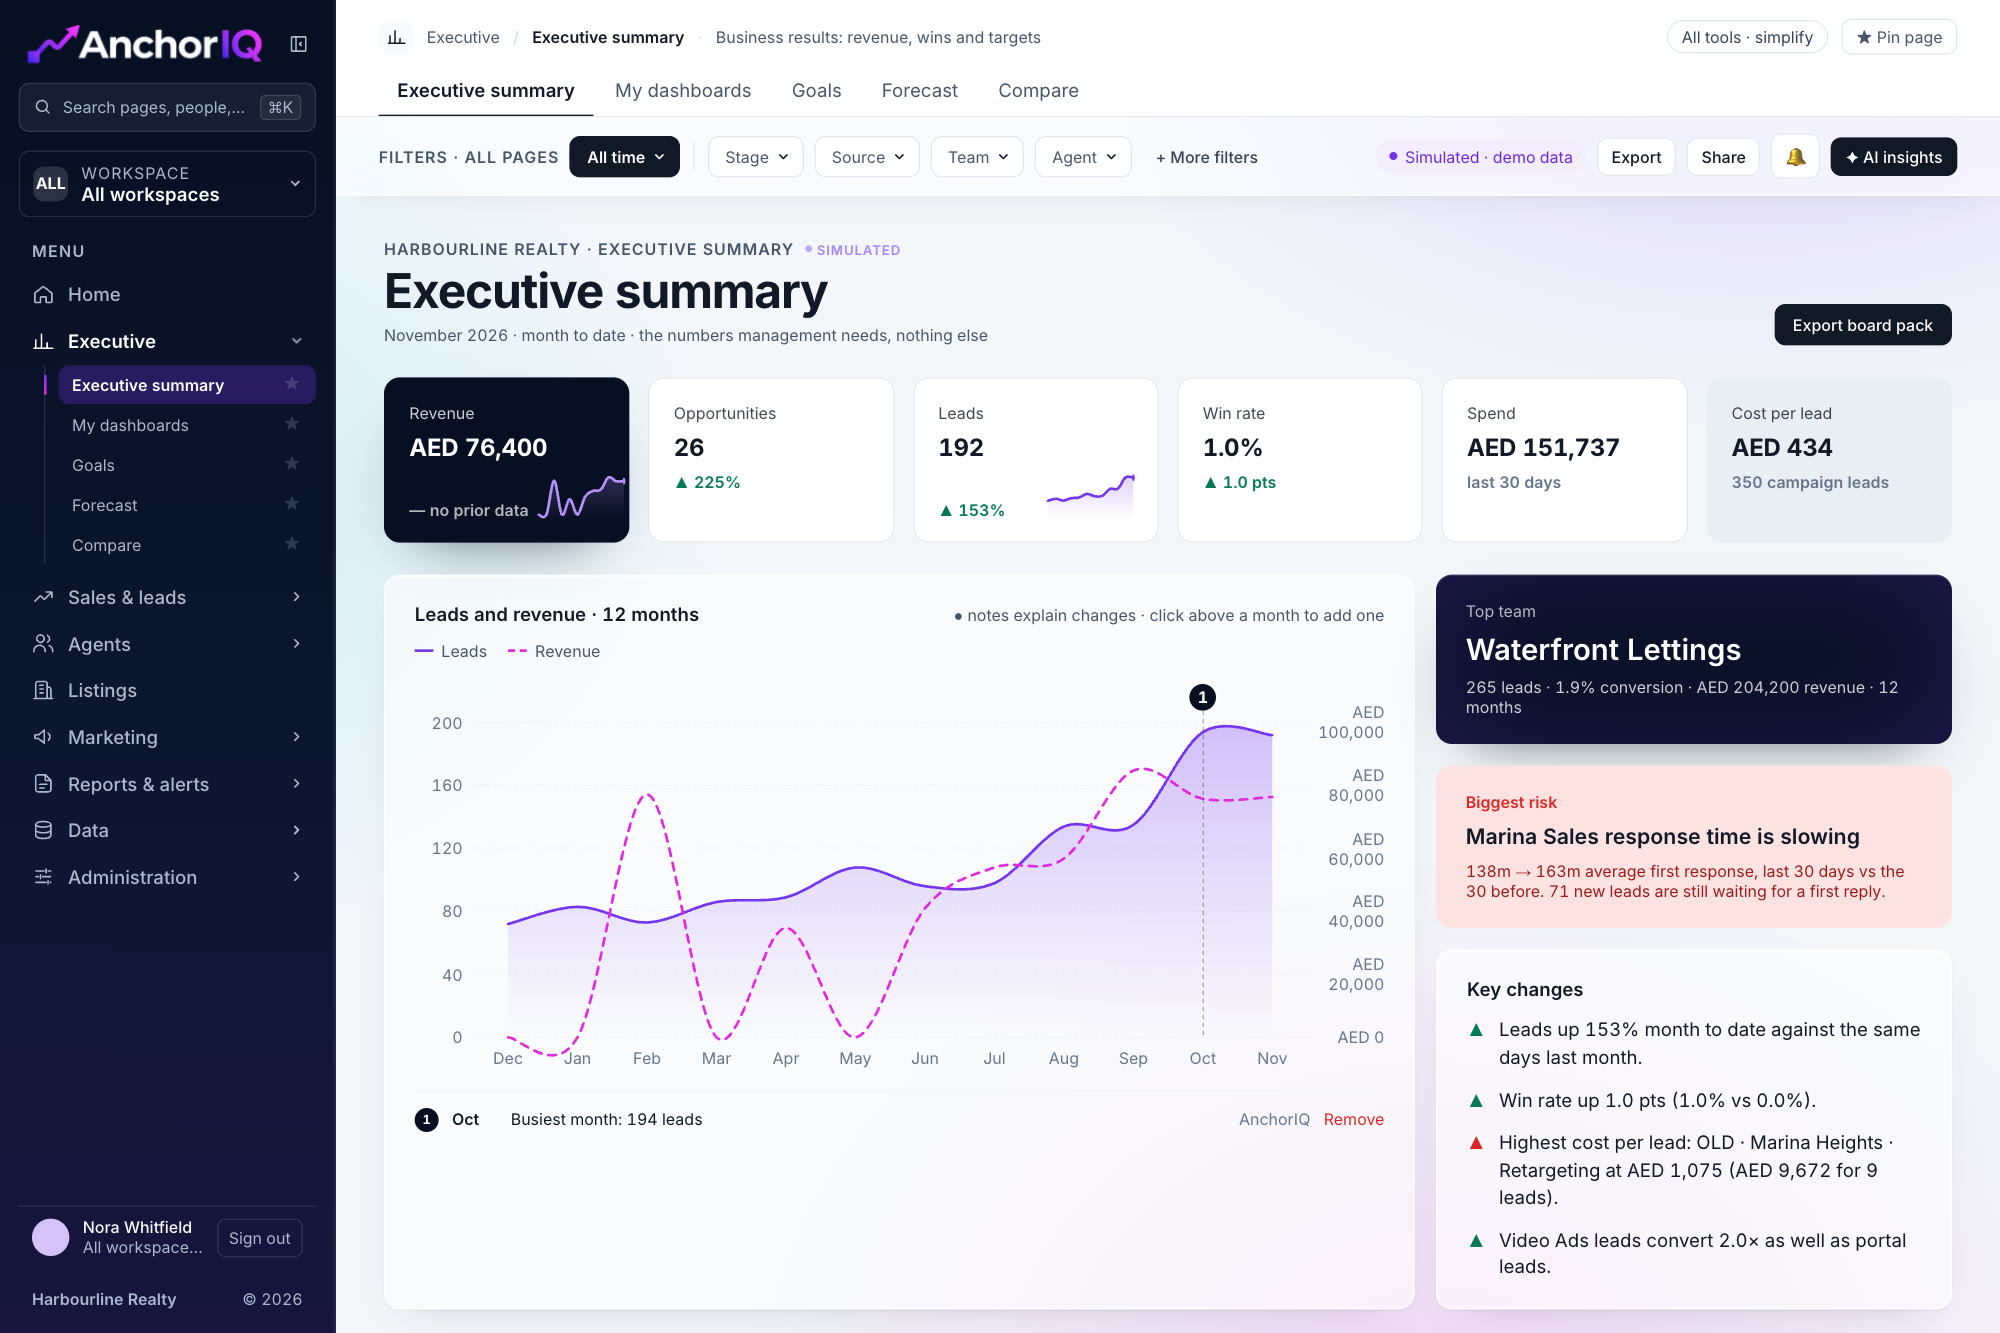 AnchorIQ
Search pages, people,... ⌘K
ALL
WORKSPACE
All workspaces
MENU
Home
Executive
Executive summary
My dashboards
Goals
Forecast
Compare
Sales & leads
Agents
Listings
Marketing
Reports & alerts
Data
Administration
Nora Whitfield
All workspace...
Sign out
Harbourline Realty © 2026
Executive / Executive summary · Business results: revenue, wins and targets
All tools · simplify
★ Pin page
Executive summary My dashboards Goals Forecast Compare
FILTERS · ALL PAGES All time Stage Source Team Agent + More filters
● Simulated · demo data Export Share ✦ AI insights
HARBOURLINE REALTY · EXECUTIVE SUMMARY ● SIMULATED
Executive summary
November 2026 · month to date · the numbers management needs, nothing else
Export board pack
Revenue
AED 76,400
— no prior data
Opportunities
26
▲ 225%
Leads
192
▲ 153%
Win rate
1.0%
▲ 1.0 pts
Spend
AED 151,737
last 30 days
Cost per lead
AED 434
350 campaign leads
Leads and revenue · 12 months
● notes explain changes · click above a month to add one
Leads Revenue
1
200
160
120
80
40
0
AED
100,000
AED
80,000
AED
60,000
AED
40,000
AED
20,000
AED 0
Dec Jan Feb Mar Apr May Jun Jul Aug Sep Oct Nov
1 Oct Busiest month: 194 leads AnchorIQ Remove
Top team
Waterfront Lettings
265 leads · 1.9% conversion · AED 204,200 revenue · 12
months
Biggest risk
Marina Sales response time is slowing
138m → 163m average first response, last 30 days vs the
30 before. 71 new leads are still waiting for a first reply.
Key changes
▲ Leads up 153% month to date against the same
days last month.
▲ Win rate up 1.0 pts (1.0% vs 0.0%).
▲ Highest cost per lead: OLD · Marina Heights ·
Retargeting at AED 1,075 (AED 9,672 for 9
leads).
▲ Video Ads leads convert 2.0× as well as portal
leads.